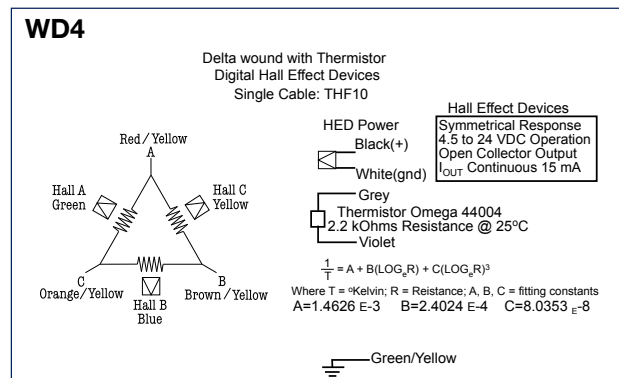 WD4
Delta wound with Thermistor
Digital Hall Effect Devices
Single Cable: THF10
Red/Yellow
A
Hall A
Green
Hall C
Yellow
C
Orange/Yellow
Hall B
Blue
B
Brown/Yellow
HED Power
Black(+)
White(gnd)
Hall Effect Devices
Symmetrical Response
4.5 to 24 VDC Operation
Open Collector Output
IOUT Continuous 15 mA
Grey
Thermistor Omega 44004
2.2 kOhms Resistance @ 25ºC
Violet
1/T = A + B(LOGeR) + C(LOGeR)³
Where T = ºKelvin; R = Reistance; A, B, C = fitting constants
A=1.4626 E-3 B=2.4024 E-4 C=8.0353 E-8
Green/Yellow